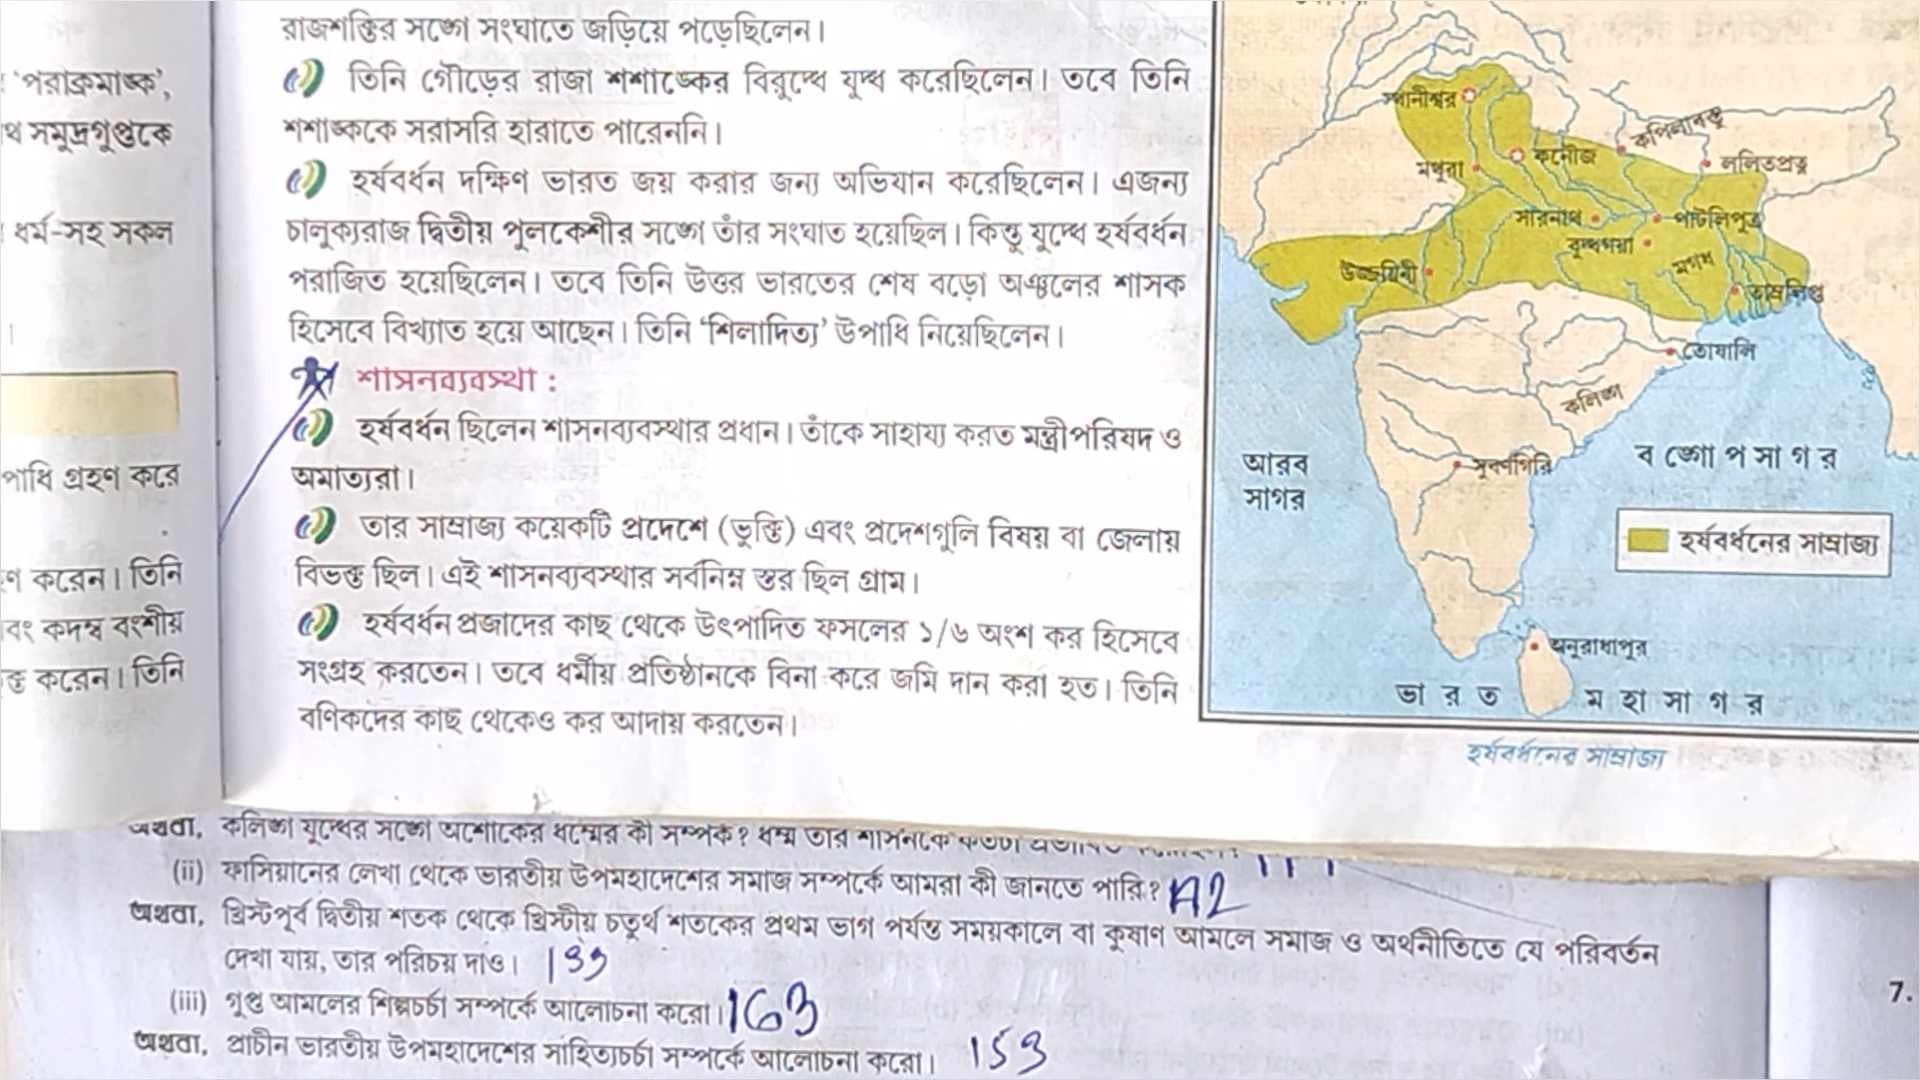 'পরাক্রমাঙ্ক',
থ সমুদ্রগুপ্তকে
ধর্ম-সহ সকল
পাধি গ্রহণ করে
করেন। তিনি
বং কদম্ব বংশীয়
করেন। তিনি
রাজশক্তির সঙ্গে সংঘাতে জড়িয়ে পড়েছিলেন।
তিনি গৌড়ের রাজা শশাঙ্কের বিরুদ্ধে যুদ্ধ করেছিলেন। তবে তিনি
শশাঙ্ককে সরাসরি হারাতে পারেননি।
হর্ষবর্ধন দক্ষিণ ভারত জয় করার জন্য অভিযান করেছিলেন। এজন্য
চালুক্যরাজ দ্বিতীয় পুলকেশীর সঙ্গে তাঁর সংঘাত হয়েছিল। কিন্তু যুদ্ধে হর্ষবর্ধন
পরাজিত হয়েছিলেন। তবে তিনি উত্তর ভারতের শেষ বড়ো অঞ্চলের শাসক
হিসেবে বিখ্যাত হয়ে আছেন। তিনি ‘শিলাদিত্য’ উপাধি নিয়েছিলেন।
শাসনব্যবস্থা :
হর্ষবর্ধন ছিলেন শাসনব্যবস্থার প্রধান। তাঁকে সাহায্য করত মন্ত্রীপরিষদ ও
অমাত্যরা।
তার সাম্রাজ্য কয়েকটি প্রদেশে (ভুক্তি) এবং প্রদেশগুলি বিষয় বা জেলায়
বিভক্ত ছিল। এই শাসনব্যবস্থার সর্বনিম্ন স্তর ছিল গ্রাম।
হর্ষবর্ধন প্রজাদের কাছ থেকে উৎপাদিত ফসলের ১/৬ অংশ কর হিসেবে
সংগ্রহ করতেন। তবে ধর্মীয় প্রতিষ্ঠানকে বিনা করে জমি দান করা হত। তিনি
বণিকদের কাছ থেকেও কর আদায় করতেন।
স্থানীশ্বর
কপিলাবস্তু
মথুরা
কনৌজ
ললিতপত্ন
সারনাথ
পাটলিপুত্র
বুদ্ধগয়া
মগধ
উজ্জয়িনী
তাম্রলিপ্ত
তোষালি
কলিঙ্গ
সুবর্ণগিরি
আরব
সাগর
বঙ্গোপসাগর
হর্ষবর্ধনের সাম্রাজ্য
অনুরাধাপুর
ভারত মহাসাগর
হর্ষবর্ধনের সাম্রাজ্য
অথবা, কলিঙ্গ যুদ্ধের সঙ্গে অশোকের ধম্মের কী সম্পর্ক? ধম্ম তার শাসনকে কতটা
(ii) ফাসিয়ানের লেখা থেকে ভারতীয় উপমহাদেশের সমাজ সম্পর্কে আমরা কী জানতে পারি?
অথবা, খ্রিস্টপূর্ব দ্বিতীয় শতক থেকে খ্রিস্টীয় চতুর্থ শতকের প্রথম ভাগ পর্যন্ত সময়কালে বা কুষাণ আমলে সমাজ ও অর্থনীতিতে যে পরিবর্তন
দেখা যায়, তার পরিচয় দাও।
(iii) গুপ্ত আমলের শিল্পচর্চা সম্পর্কে আলোচনা করো। 163
অথবা, প্রাচীন ভারতীয় উপমহাদেশের সাহিত্যচর্চা সম্পর্কে আলোচনা করো। 153
7.